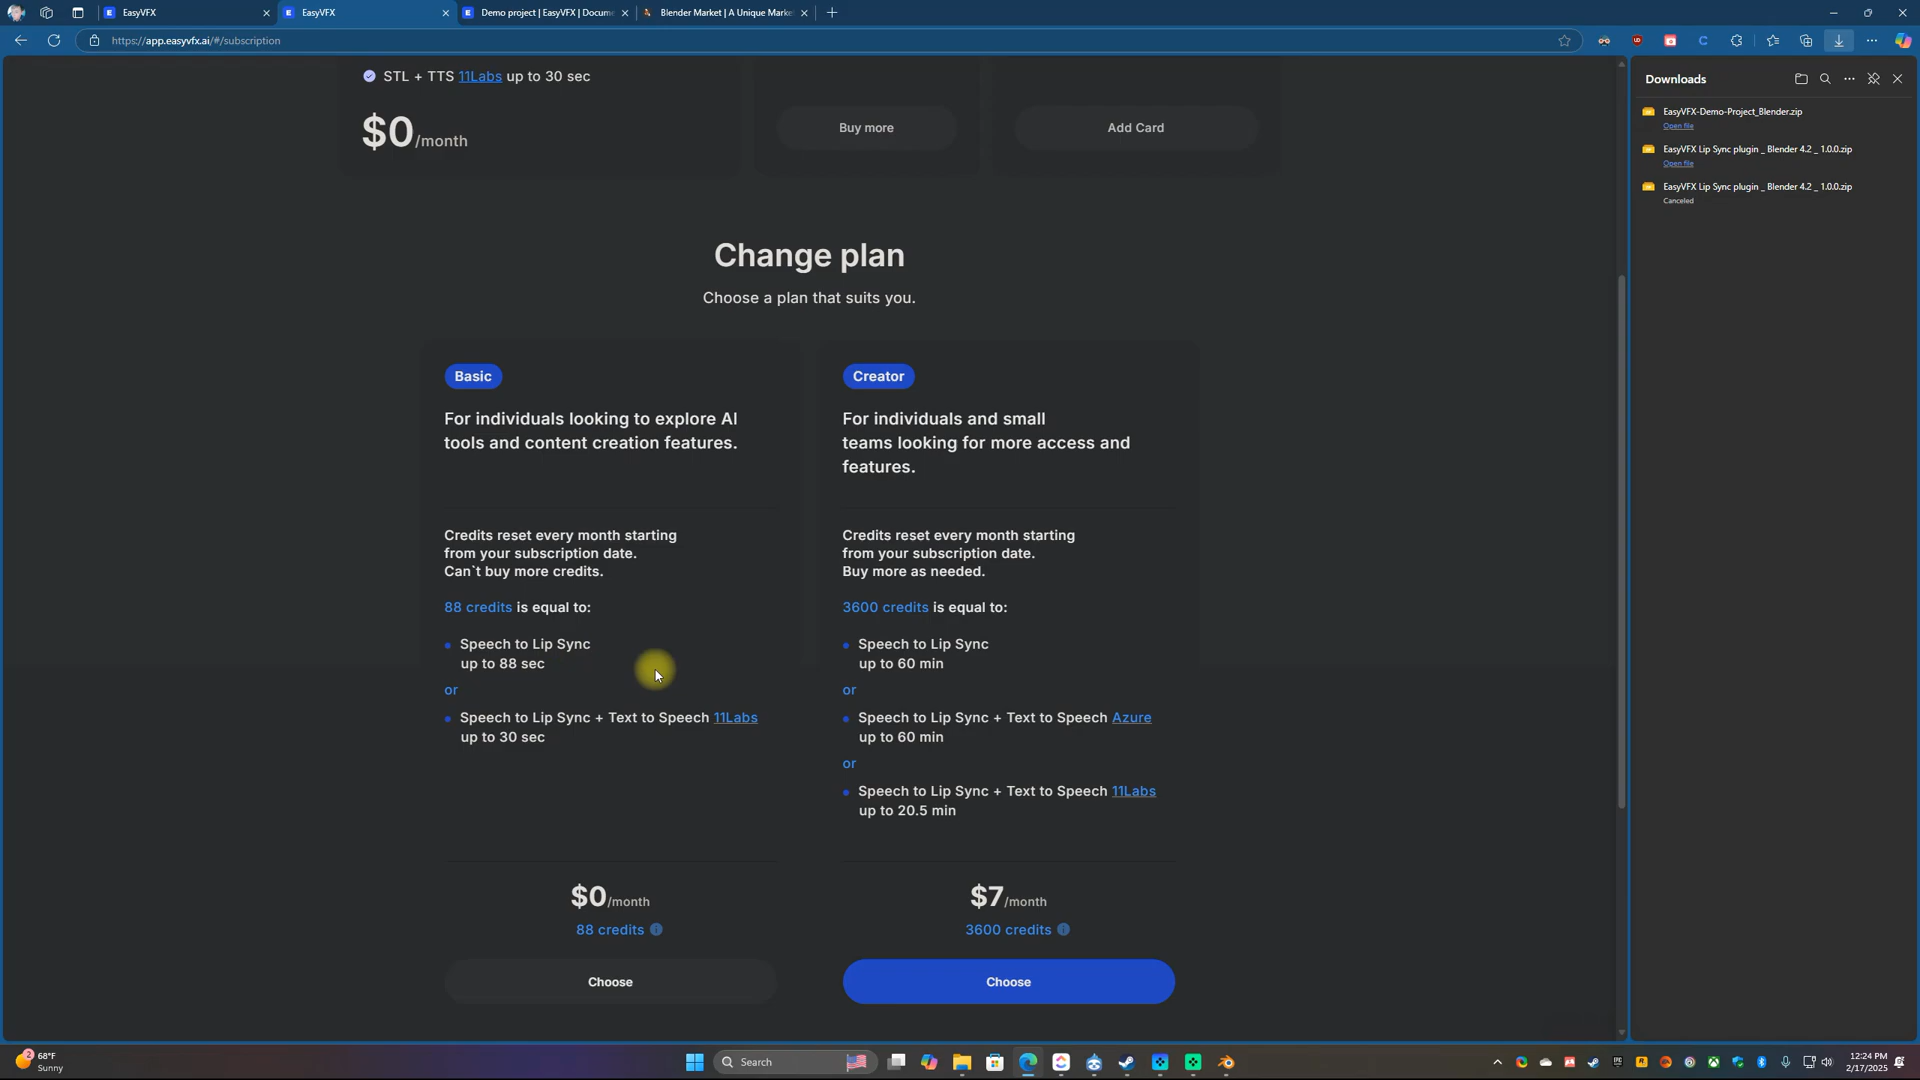 EasyVFX
EasyVFX
Demo project | EasyVFX | Docume
Blender Market | A Unique Marke
https://app.easyvfx.ai/#/subscription
STL + TTS 11Labs up to 30 sec
$0/month
Buy more
Add Card
Change plan
Choose a plan that suits you.
Basic
For individuals looking to explore AI
tools and content creation features.
Credits reset every month starting
from your subscription date.
Can`t buy more credits.
88 credits is equal to:
Speech to Lip Sync
up to 88 sec
or
Speech to Lip Sync + Text to Speech 11Labs
up to 30 sec
$0/month
88 credits
Choose
Creator
For individuals and small
teams looking for more access and
features.
Credits reset every month starting
from your subscription date.
Buy more as needed.
3600 credits is equal to:
Speech to Lip Sync
up to 60 min
or
Speech to Lip Sync + Text to Speech Azure
up to 60 min
or
Speech to Lip Sync + Text to Speech 11Labs
up to 20.5 min
$7/month
3600 credits
Choose
Downloads
EasyVFX-Demo-Project_Blender.zip
Open file
EasyVFX Lip Sync plugin _ Blender 4.2 _ 1.0.0.zip
Open file
EasyVFX Lip Sync plugin _ Blender 4.2 _ 1.0.0.zip
Canceled
2
68°F
Sunny
Search
12:24 PM
2/17/2025